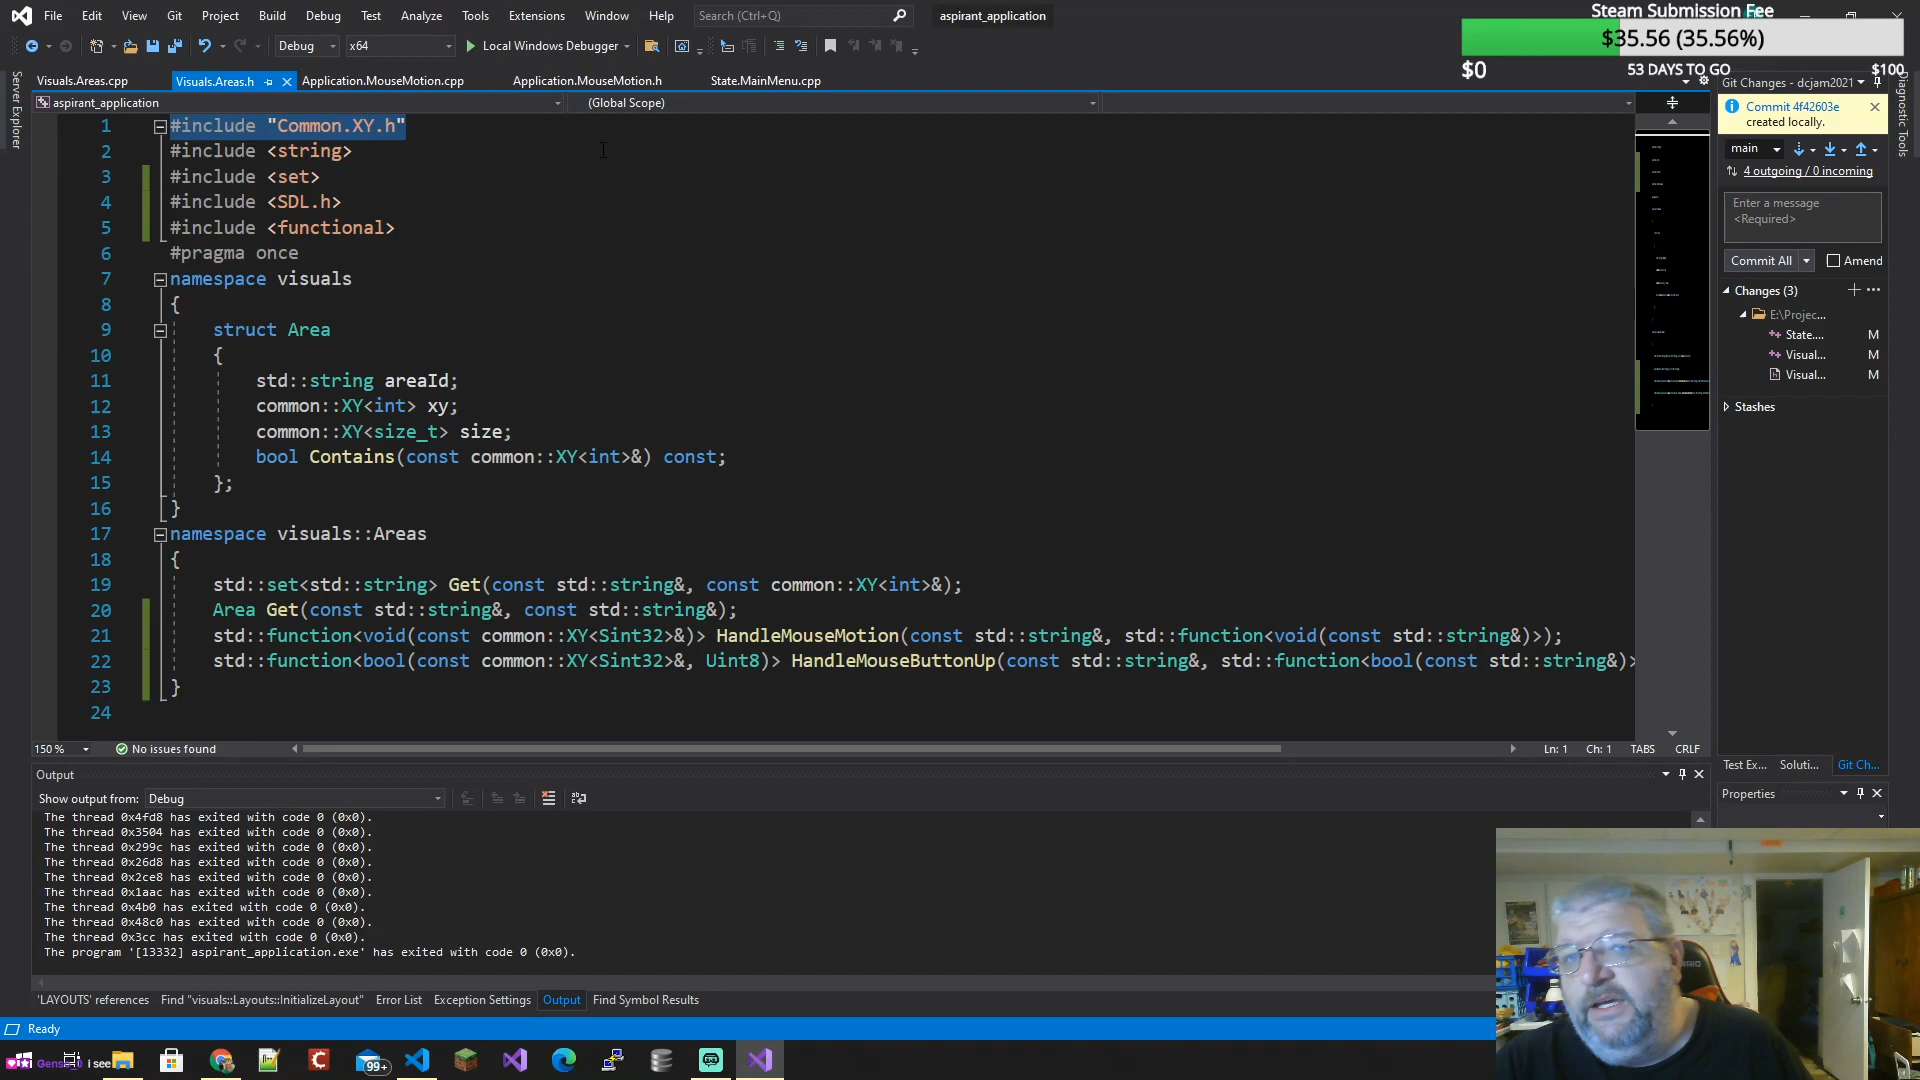 File Edit View Git Project Build Debug Test Analyze Tools Extensions Window Help Search (Ctrl+Q) aspirant_application
Steam Submission Fee
$35.56 (35.56%)
$0 53 DAYS TO GO $100
Debug x64 Local Windows Debugger
Server Explorer
Diagnostic Tools
Visuals.Areas.cpp Visuals.Areas.h Application.MouseMotion.cpp Application.MouseMotion.h State.MainMenu.cpp
aspirant_application (Global Scope)
1 #include "Common.XY.h"
2 #include <string>
3 #include <set>
4 #include <SDL.h>
5 #include <functional>
6 #pragma once
7 namespace visuals
8 {
9 struct Area
10 {
11 std::string areaId;
12 common::XY<int> xy;
13 common::XY<size_t> size;
14 bool Contains(const common::XY<int>&) const;
15 };
16 }
17 namespace visuals::Areas
18 {
19 std::set<std::string> Get(const std::string&, const common::XY<int>&);
20 Area Get(const std::string&, const std::string&);
21 std::function<void(const common::XY<Sint32>&)> HandleMouseMotion(const std::string&, std::function<void(const std::string&)>);
22 std::function<bool(const common::XY<Sint32>&, Uint8)> HandleMouseButtonUp(const std::string&, std::function<bool(const std::string&)>
23 }
24
150 % No issues found Ln: 1 Ch: 1 TABS CRLF
Git Changes - dcjam2021
Commit 4f42603e
created locally.
main
4 outgoing / 0 incoming
Enter a message
<Required>
Commit All Amend
Changes (3)
E:\Projec...
State.... M
Visual... M
Visual... M
Stashes
Test Ex... Soluti... Git Ch...
Properties
Output
Show output from: Debug
The thread 0x4fd8 has exited with code 0 (0x0).
The thread 0x3504 has exited with code 0 (0x0).
The thread 0x299c has exited with code 0 (0x0).
The thread 0x26d8 has exited with code 0 (0x0).
The thread 0x2ce8 has exited with code 0 (0x0).
The thread 0x1aac has exited with code 0 (0x0).
The thread 0x4b0 has exited with code 0 (0x0).
The thread 0x48c0 has exited with code 0 (0x0).
The thread 0x3cc has exited with code 0 (0x0).
The program '[13332] aspirant_application.exe' has exited with code 0 (0x0).
'LAYOUTS' references Find "visuals::Layouts::InitializeLayout" Error List Exception Settings Output Find Symbol Results
Ready
i see
99+